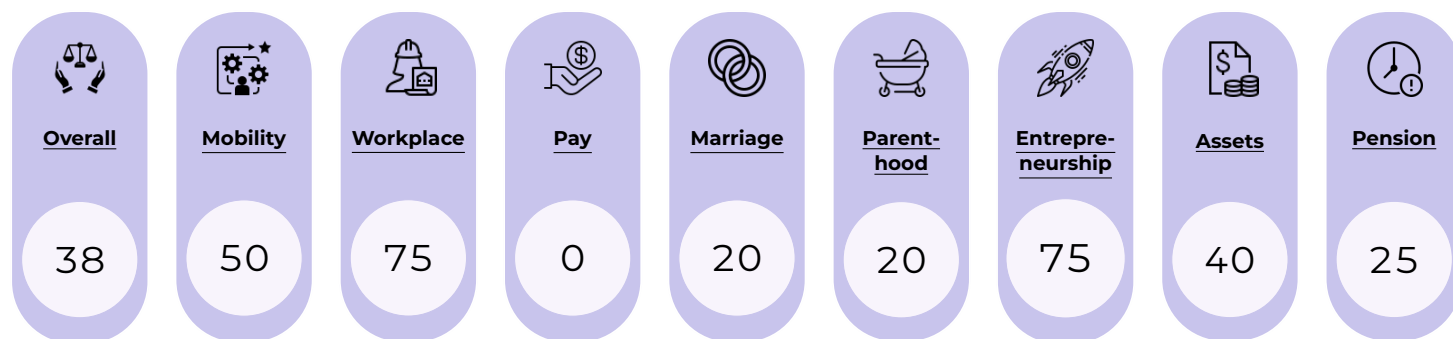 Overall
38
Mobility
50
Workplace
75
Pay
0
Marriage
20
Parent-
hood
20
Entrepre-
neurship
75
Assets
40
Pension
25